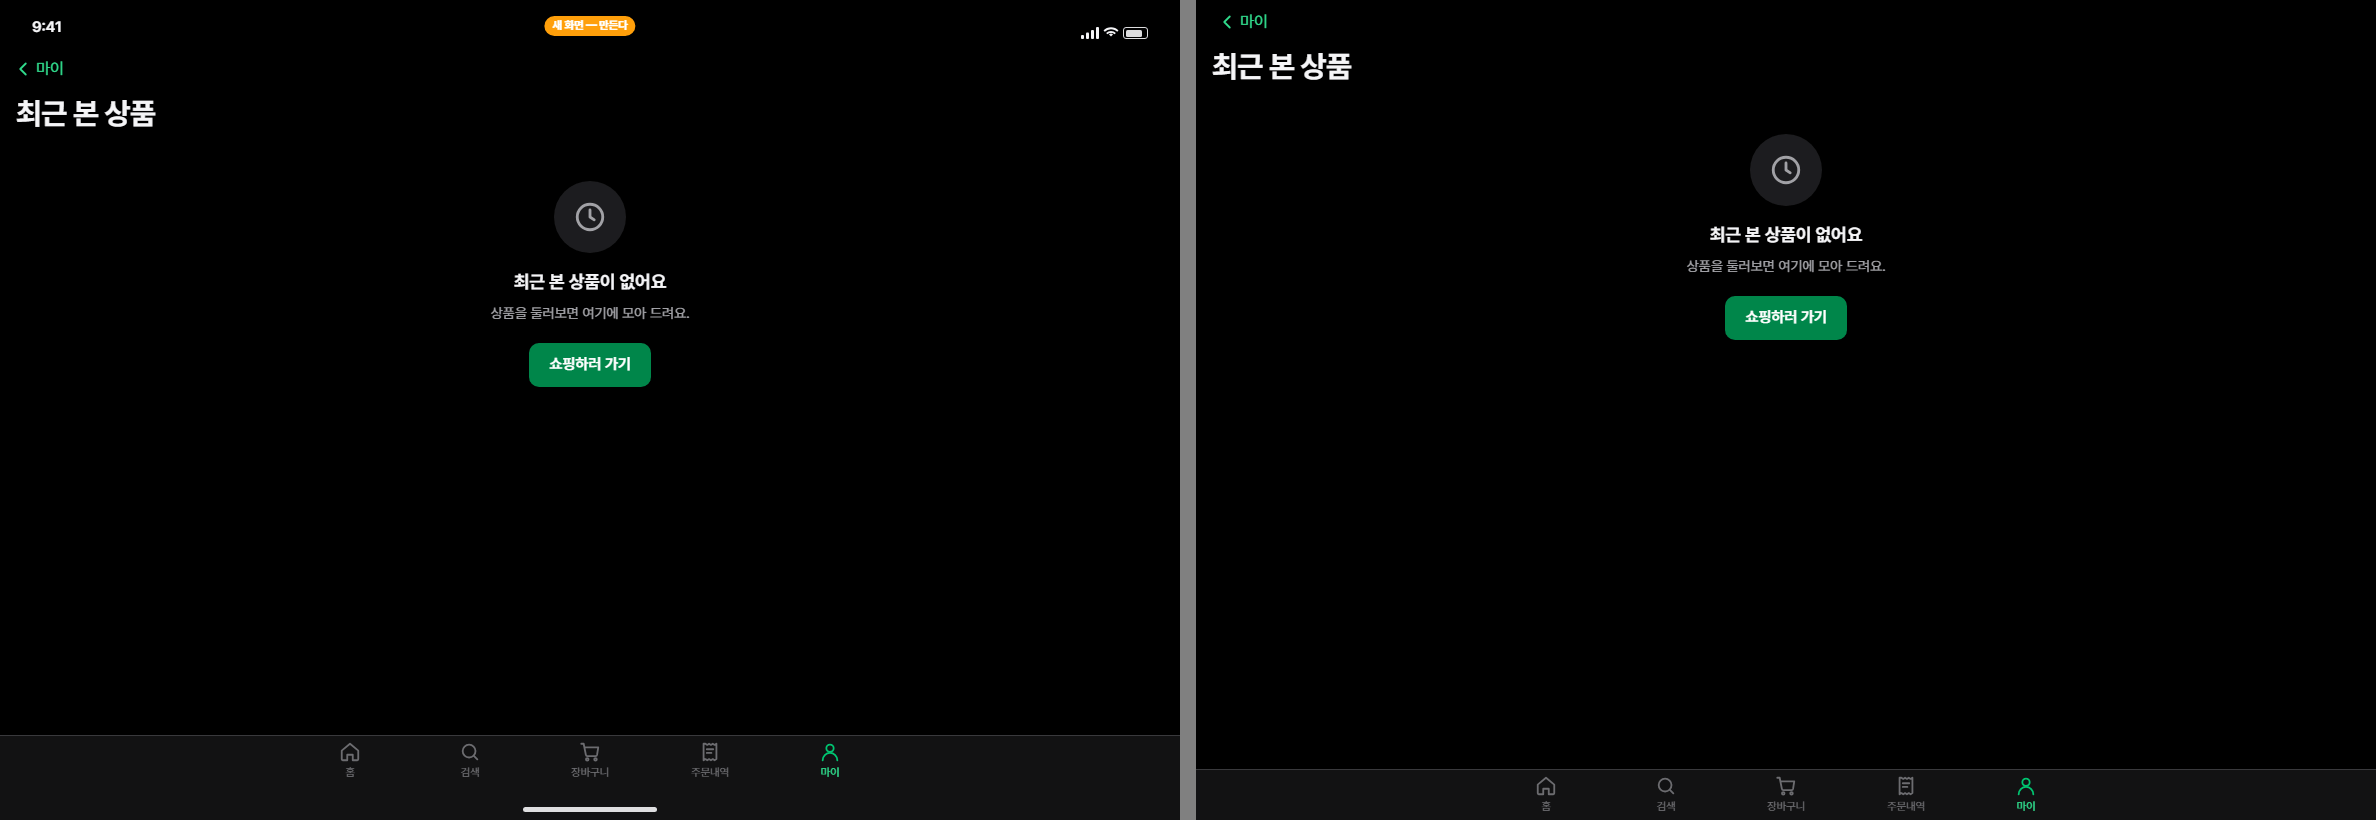 9:41
새 화면 — 만든다
마이
최근 본 상품
최근 본 상품이 없어요
상품을 둘러보면 여기에 모아 드려요.
쇼핑하러 가기
홈
검색
장바구니
주문내역
마이
마이
최근 본 상품
최근 본 상품이 없어요
상품을 둘러보면 여기에 모아 드려요.
쇼핑하러 가기
홈
검색
장바구니
주문내역
마이